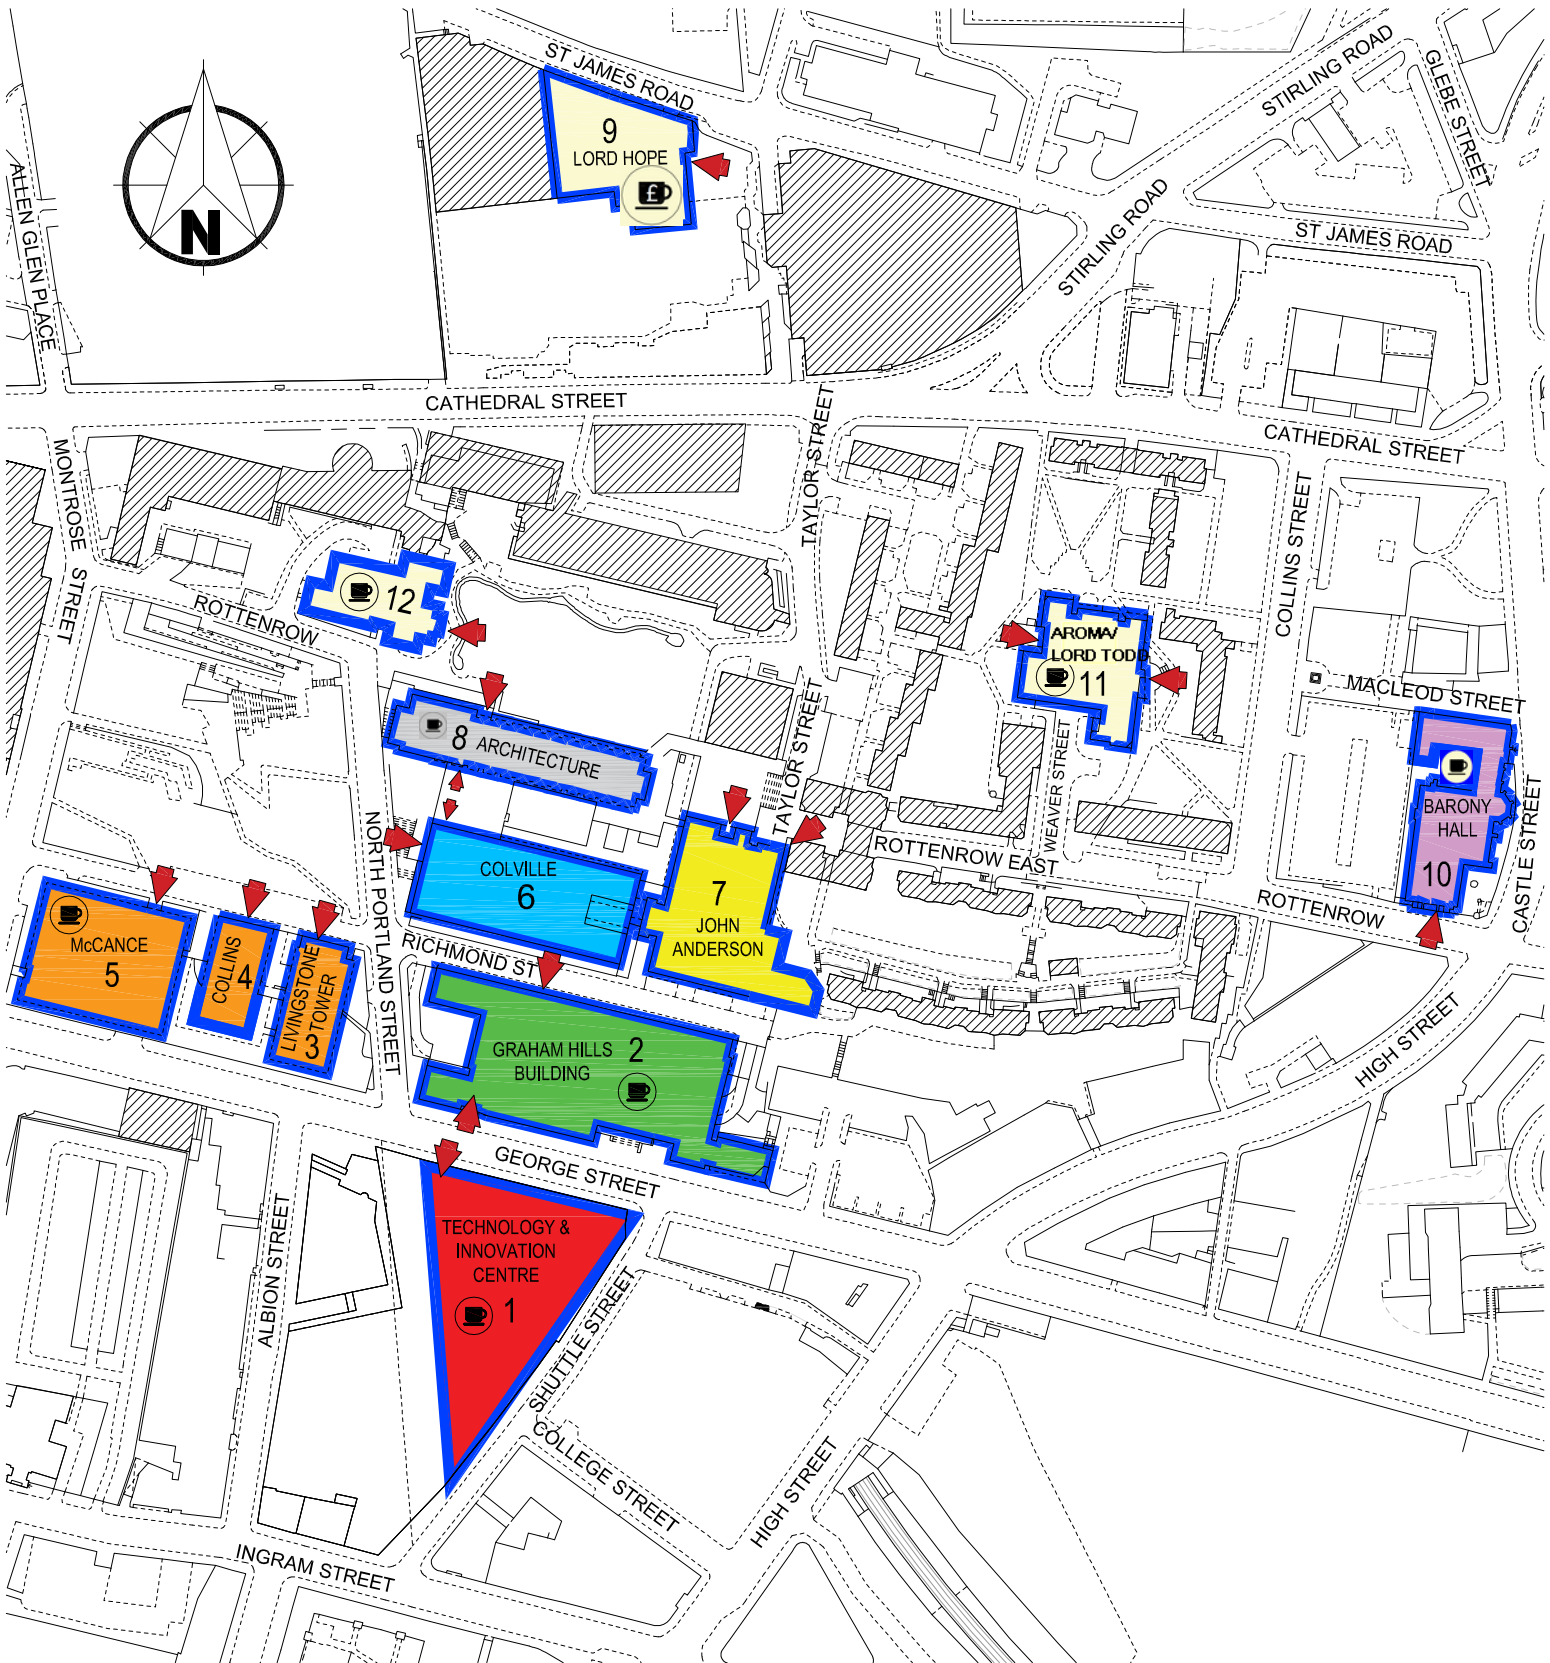 ST JAMES ROAD
STIRLING ROAD
GLEBE STREET
9
LORD HOPE
£
ALLEN GLEN PLACE
N
STIRLING ROAD
ST JAMES ROAD
CATHEDRAL STREET
TAYLOR STREET
CATHEDRAL STREET
MONTROSE STREET
COLLINS STREET
ROTTENROW
12
AROMA/
LORD TODD
11
MACLEOD STREET
8 ARCHITECTURE
TAYLOR STREET
WEAVER STREET
BARONY
HALL
10
CASTLE STREET
NORTH PORTLAND STREET
COLVILLE
6
7
JOHN
ANDERSON
ROTTENROW EAST
ROTTENROW
McCANCE
5
COLLINS
4
LIVINGSTONE
TOWER
3
RICHMOND ST
GRAHAM HILLS
BUILDING
2
HIGH STREET
GEORGE STREET
TECHNOLOGY &
INNOVATION
CENTRE
1
ALBION STREET
SHUTTLE STREET
COLLEGE STREET
HIGH STREET
INGRAM STREET